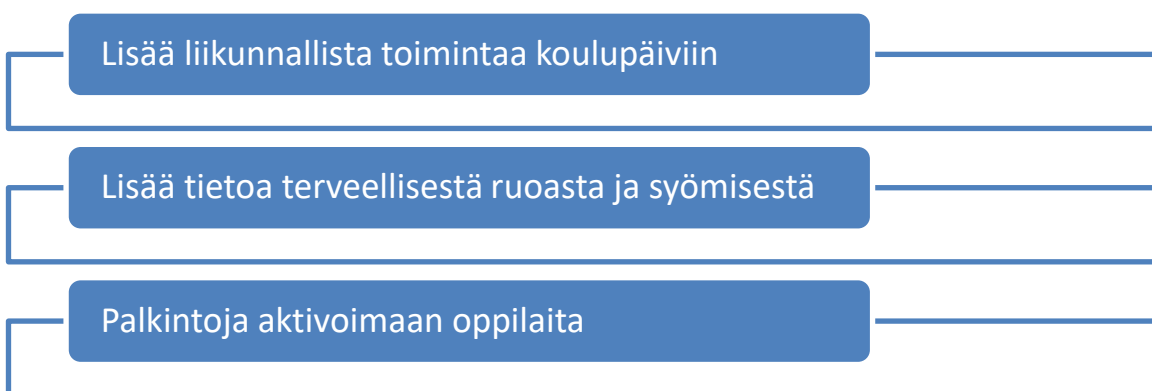 Lisää liikunnallista toimintaa koulupäiviin
Lisää tietoa terveellisestä ruoasta ja syömisestä
Palkintoja aktivoimaan oppilaita